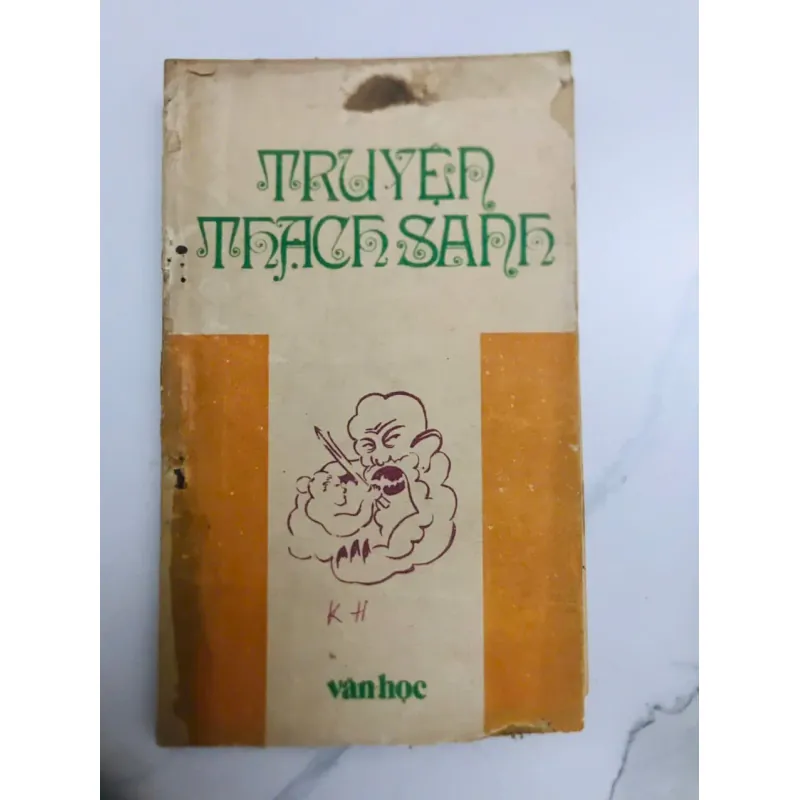 TRUYỆN
THẠCH SANH
K H
văn học